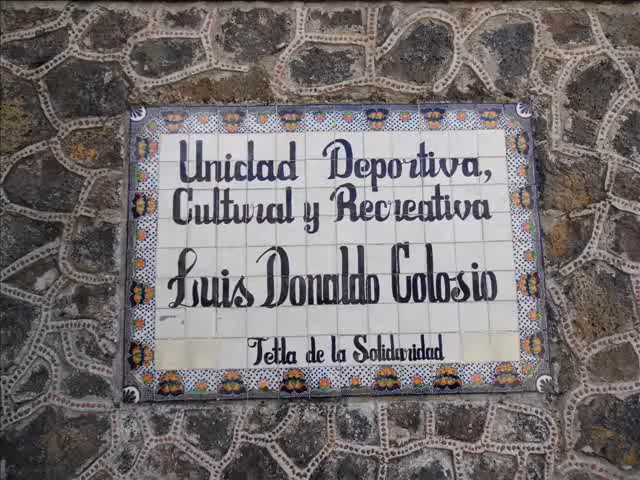 Unidad Deportiva,
Cultural y Recreativa
Luis Donaldo Colosio
Tetla de la Solidaridad